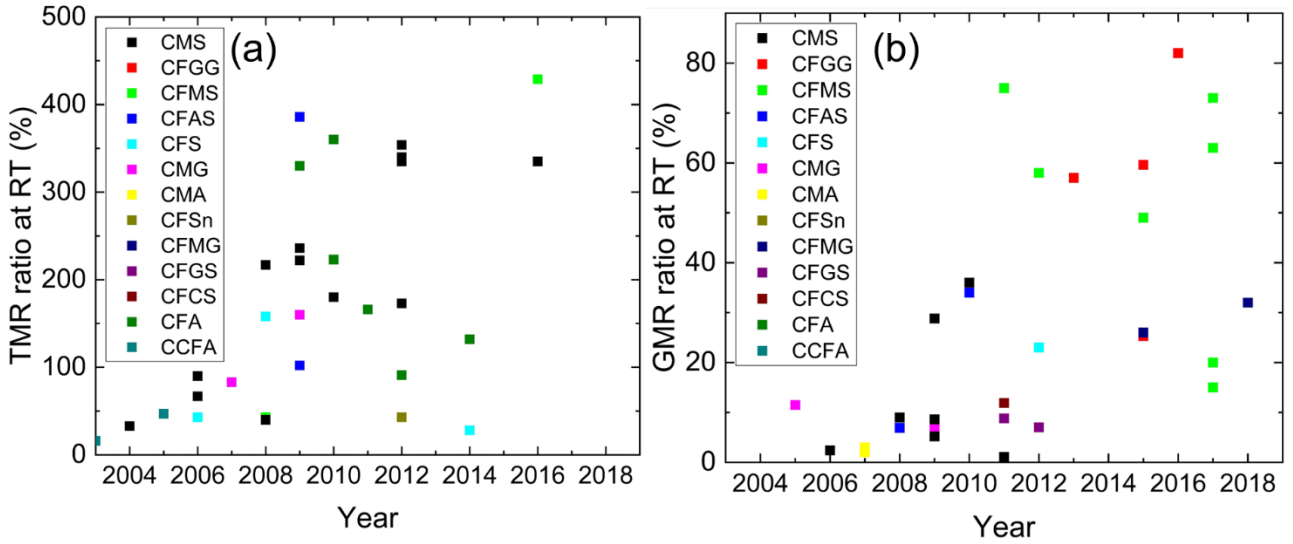 (a)
TMR ratio at RT (%)
500
400
300
200
100
0
CMS
CFGG
CFMS
CFAS
CFS
CMG
CMA
CFSn
CFMG
CFGS
CFCS
CFA
CCFA
2004 2006 2008 2010 2012 2014 2016 2018
Year
(b)
GMR ratio at RT (%)
80
60
40
20
0
CMS
CFGG
CFMS
CFAS
CFS
CMG
CMA
CFSn
CFMG
CFGS
CFCS
CFA
CCFA
2004 2006 2008 2010 2012 2014 2016 2018
Year